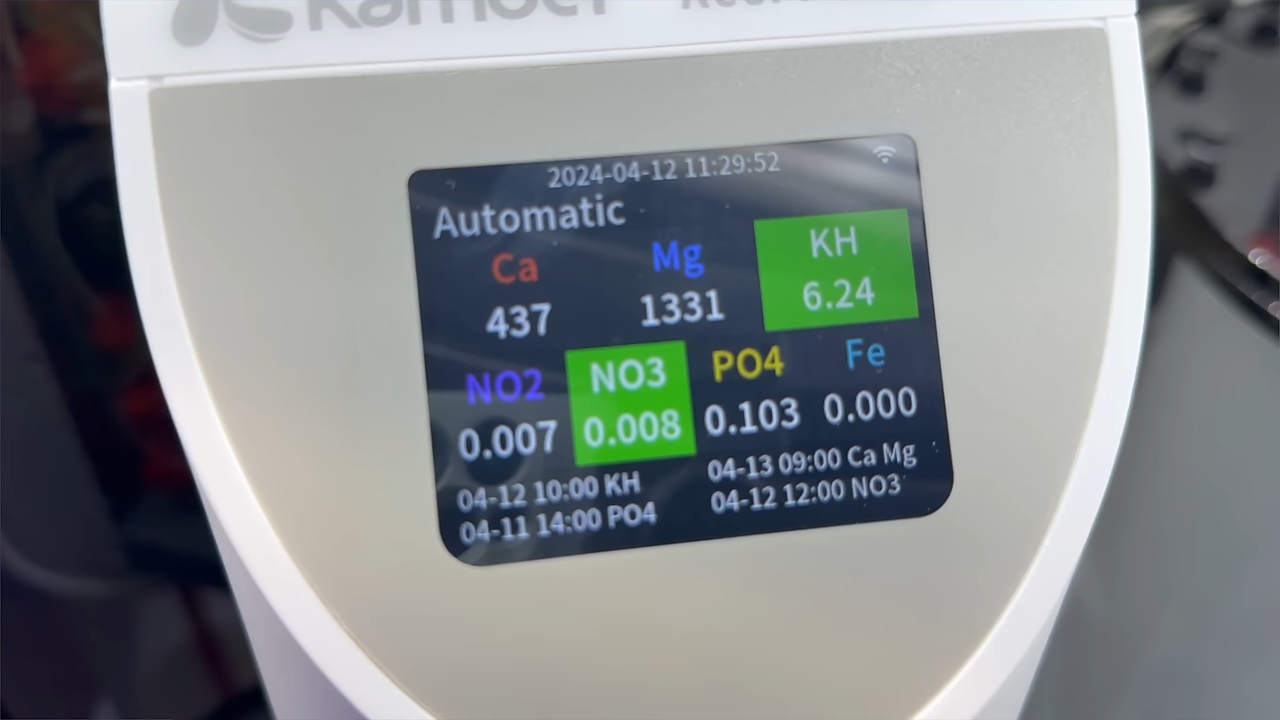 Kamoer
2024-04-12 11:29:52
Automatic
Ca Mg KH
437 1331 6.24
NO2 NO3 PO4 Fe
0.007 0.008 0.103 0.000
04-12 10:00 KH 04-13 09:00 Ca Mg
04-11 14:00 PO4 04-12 12:00 NO3